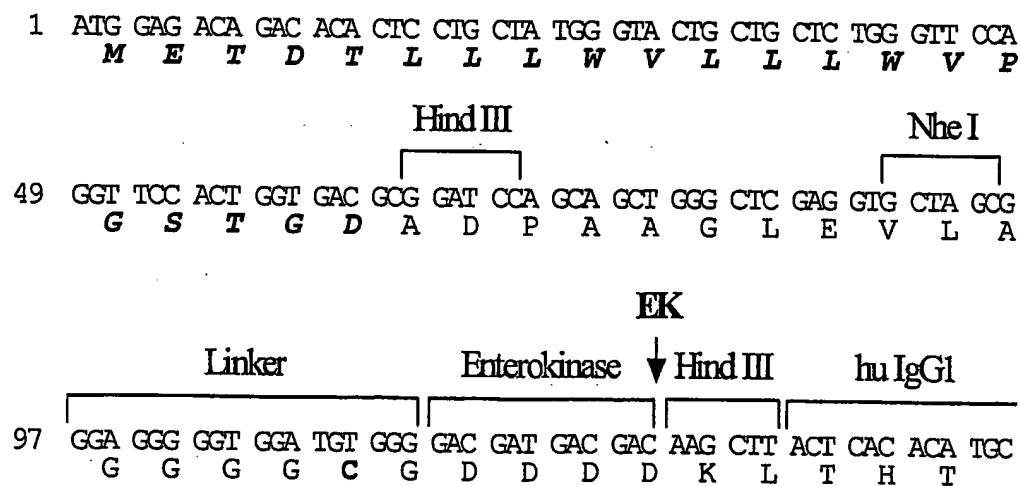 1 ATG GAG ACA GAC ACA CTC CTG CTA TGG GTA CTG CTG CTC TGG GTT CCA
M E T D T L L L W V L L L W V P
Hind III Nhe I
49 GGT TCC ACT GGT GAC GCG GAT CCA GCA GCT GGG CTC GAG GTG CTA GCG
G S T G D A D P A A G L E V L A
EK
Linker Enterokinase Hind III hu IgG1
97 GGA GGG GGT GGA TGT GGG GAC GAT GAC GAC AAG CTT ACT CAC ACA TGC
G G G G C G D D D D K L T H T